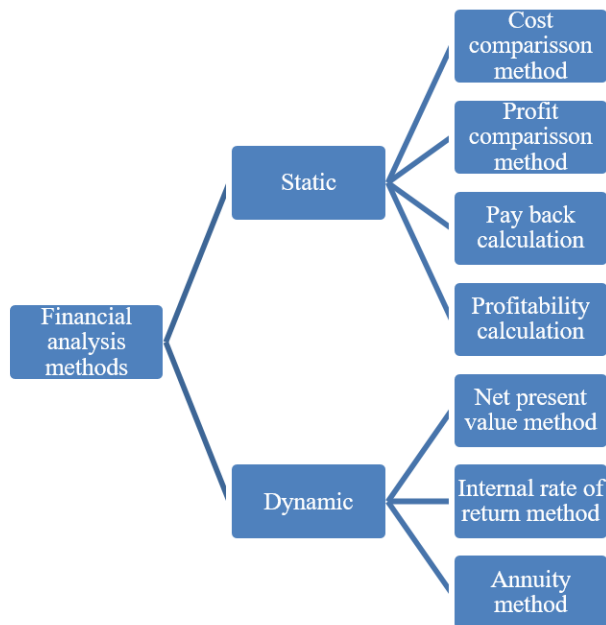 Cost
comparisson
method
Profit
comparisson
method
Static
Pay back
calculation
Profitability
calculation
Financial
analysis
methods
Net present
value method
Dynamic
Internal rate of
return method
Annuity
method